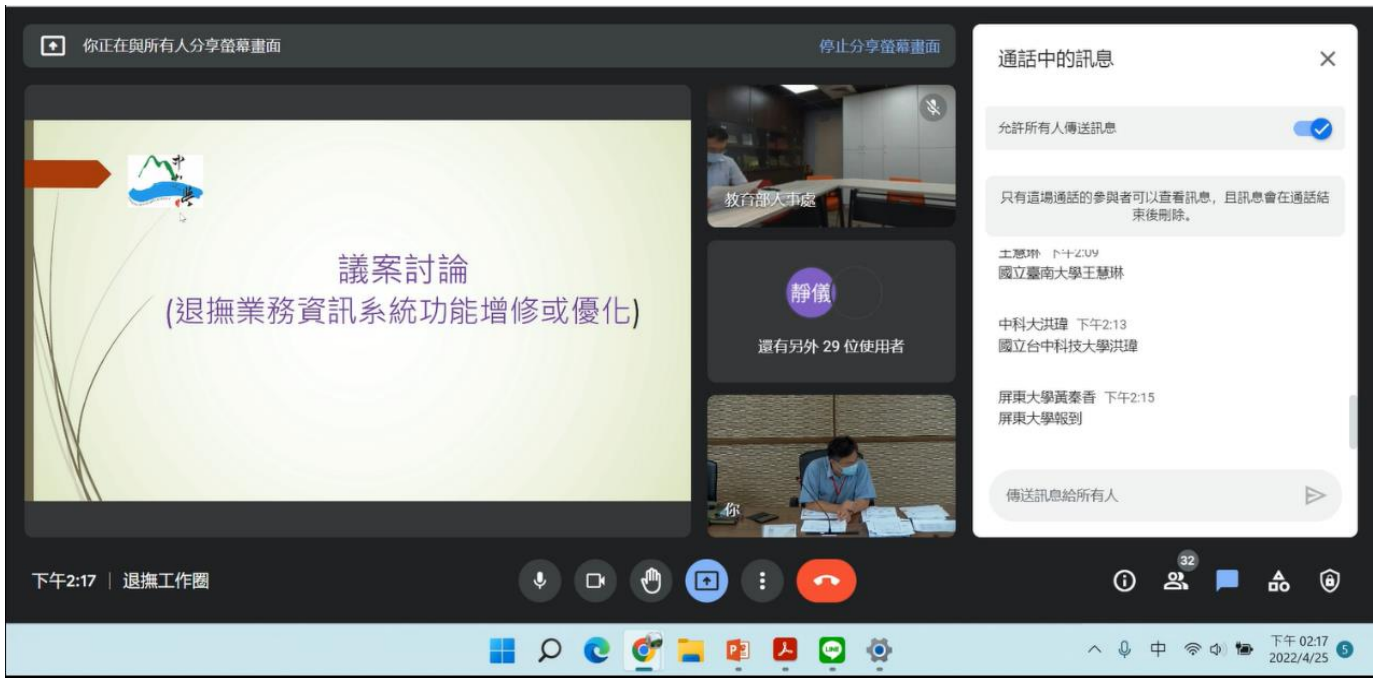 你正在與所有人分享螢幕畫面
停止分享螢幕畫面
中
興
議案討論
(退撫業務資訊系統功能增修或優化)
教育部人事處
靜儀
還有另外 29 位使用者
你
通話中的訊息
允許所有人傳送訊息
只有這場通話的參與者可以查看訊息，且訊息會在通話結
束後刪除。
王慧琳 下午2:09
國立臺南大學王慧琳
中科大洪瑋 下午2:13
國立台中科技大學洪瑋
屏東大學黃秦香 下午2:15
屏東大學報到
傳送訊息給所有人
下午2:17 | 退撫工作圈
32
中
下午 02:17
2022/4/25
5